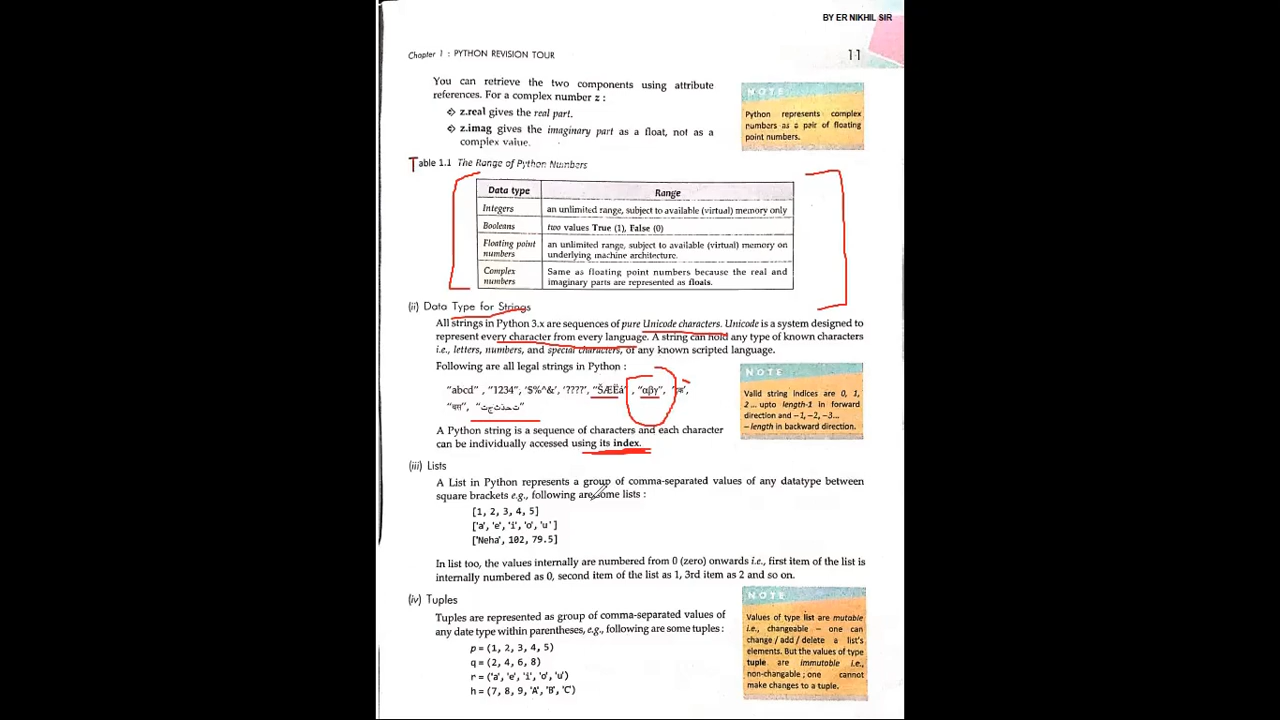 BY ER NIKHIL SIR
Chapter 1 : PYTHON REVISION TOUR
11
You can retrieve the two components using attribute
references. For a complex number z :
z.real gives the real part.
z.imag gives the imaginary part as a float, not as a
complex value.
NOTE
Python represents complex
numbers as a pair of floating
point numbers.
Table 1.1 The Range of Python Numbers
Data type Range
Integers an unlimited range, subject to available (virtual) memory only
Booleans two values True (1), False (0)
Floating point numbers an unlimited range, subject to available (virtual) memory on
underlying machine architecture.
Complex numbers Same as floating point numbers because the real and
imaginary parts are represented as floats.
(ii) Data Type for Strings
All strings in Python 3.x are sequences of pure Unicode characters. Unicode is a system designed to
represent every character from every language. A string can hold any type of known characters
i.e., letters, numbers, and special characters, of any known scripted language.
Following are all legal strings in Python :
"abcd" , "1234", '$%^&', '????', "ŠÆËá" , "αβγ",
A Python string is a sequence of characters and each character
can be individually accessed using its index.
NOTE
Valid string indices are 0, 1,
2... upto length-1 in forward
direction and -1, -2, -3...
-length in backward direction.
(iii) Lists
A List in Python represents a group of comma-separated values of any datatype between
square brackets e.g., following are some lists :
[1, 2, 3, 4, 5]
['a', 'e', 'i', 'o', 'u']
['Neha', 102, 79.5]
In list too, the values internally are numbered from 0 (zero) onwards i.e., first item of the list is
internally numbered as 0, second item of the list as 1, 3rd item as 2 and so on.
(iv) Tuples
Tuples are represented as group of comma-separated values of
any date type within parentheses, e.g., following are some tuples :
p = (1, 2, 3, 4, 5)
q = (2, 4, 6, 8)
r = ('a', 'e', 'i', 'o', 'u')
h = (7, 8, 9, 'A', 'B', 'C')
NOTE
Values of type list are mutable
i.e., changeable – one can
change / add / delete a list's
elements. But the values of type
tuple are immutable i.e.,
non-changable ; one cannot
make changes to a tuple.